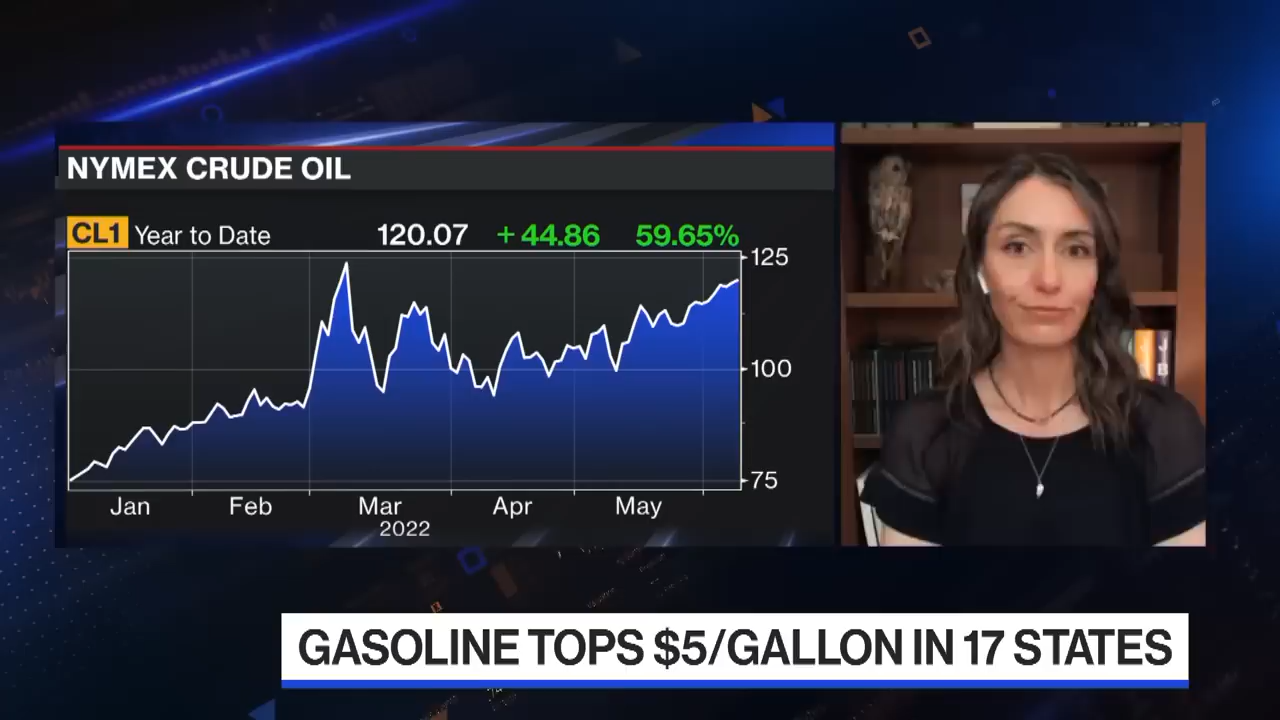 NYMEX CRUDE OIL
CL1 Year to Date 120.07 +44.86 59.65%
125
100
75
Jan Feb Mar Apr May
2022
GASOLINE TOPS $5/GALLON IN 17 STATES